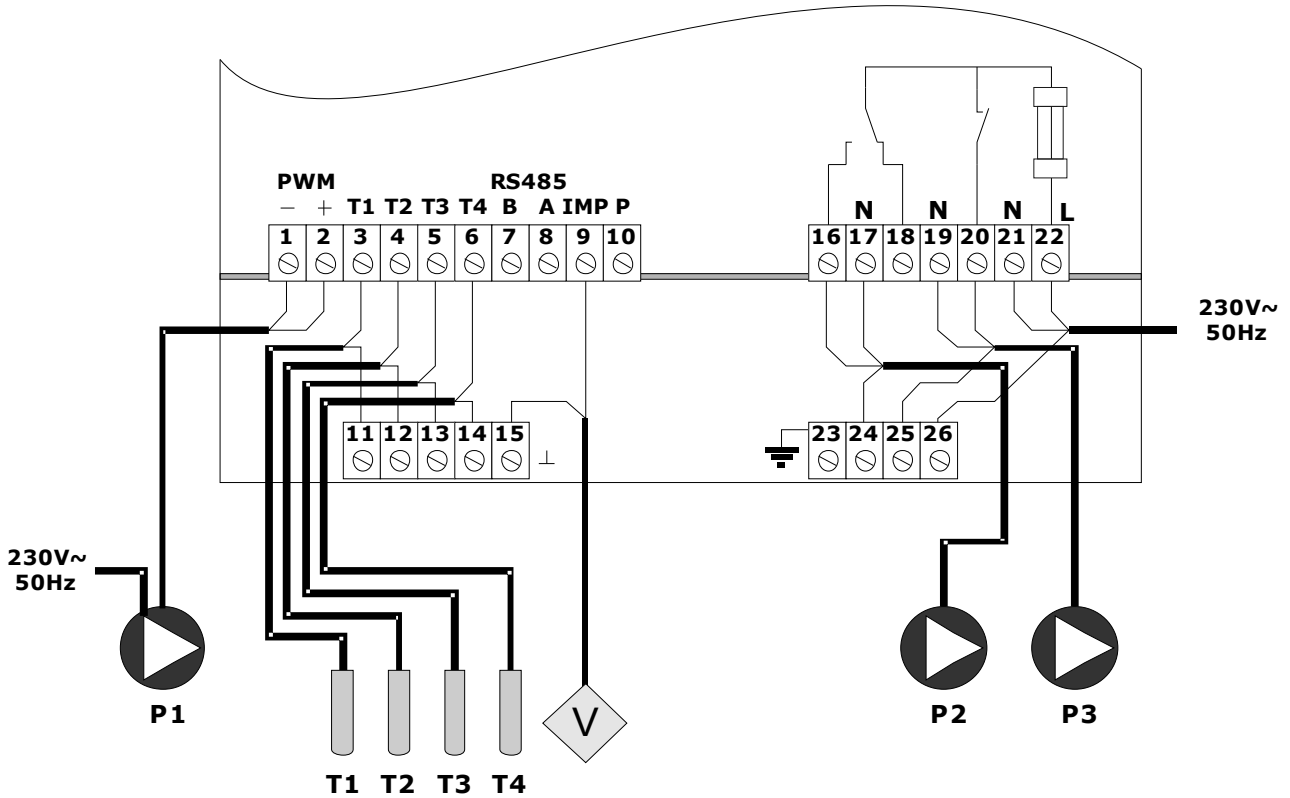 PWM RS485
− + T1 T2 T3 T4 B A IMP P
N N N L
1 2 3 4 5 6 7 8 9 10
16 17 18 19 20 21 22
230V~
50Hz
11 12 13 14 15 ⊥
23 24 25 26
230V~
50Hz
P1
V
P2
P3
T1 T2 T3 T4